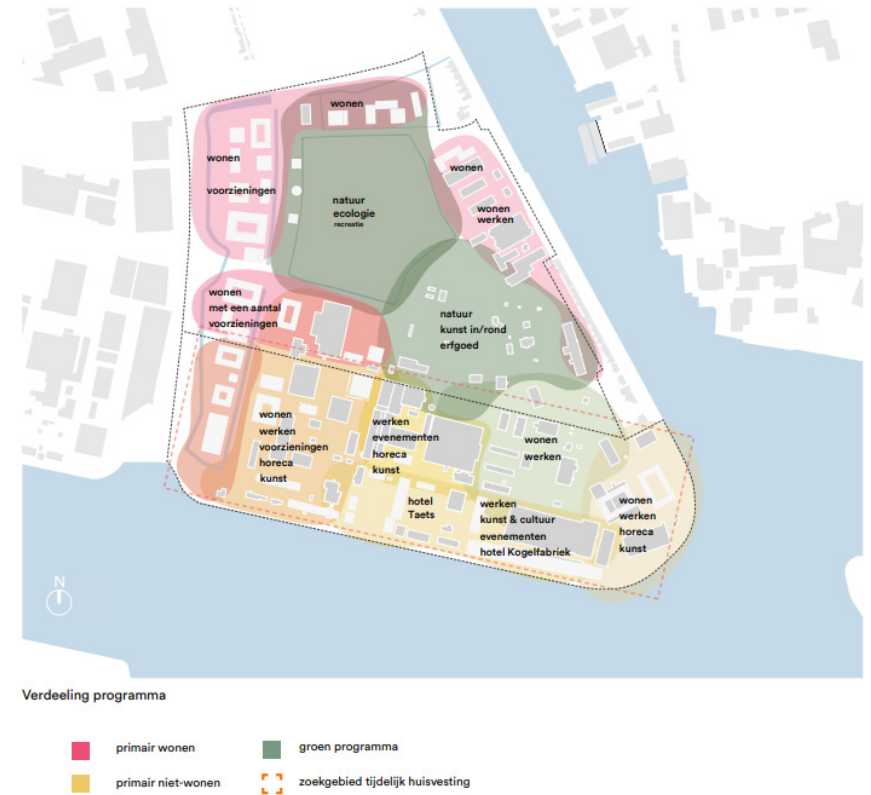 wonen
wonen
voorzieningen
natuur
ecologie
recreatie
wonen
wonen
werken
wonen
met een aantal
voorzieningen
natuur
kunst in/rond
erfgoed
wonen
werken
voorzieningen
horeca
kunst
werken
evenementen
horeca
kunst
wonen
werken
hotel
Taets
werken
kunst & cultuur
evenementen
hotel Kogelfabriek
wonen
werken
horeca
kunst
N
Verdeeling programma
primair wonen
groen programma
primair niet-wonen
zoekgebied tijdelijk huisvesting